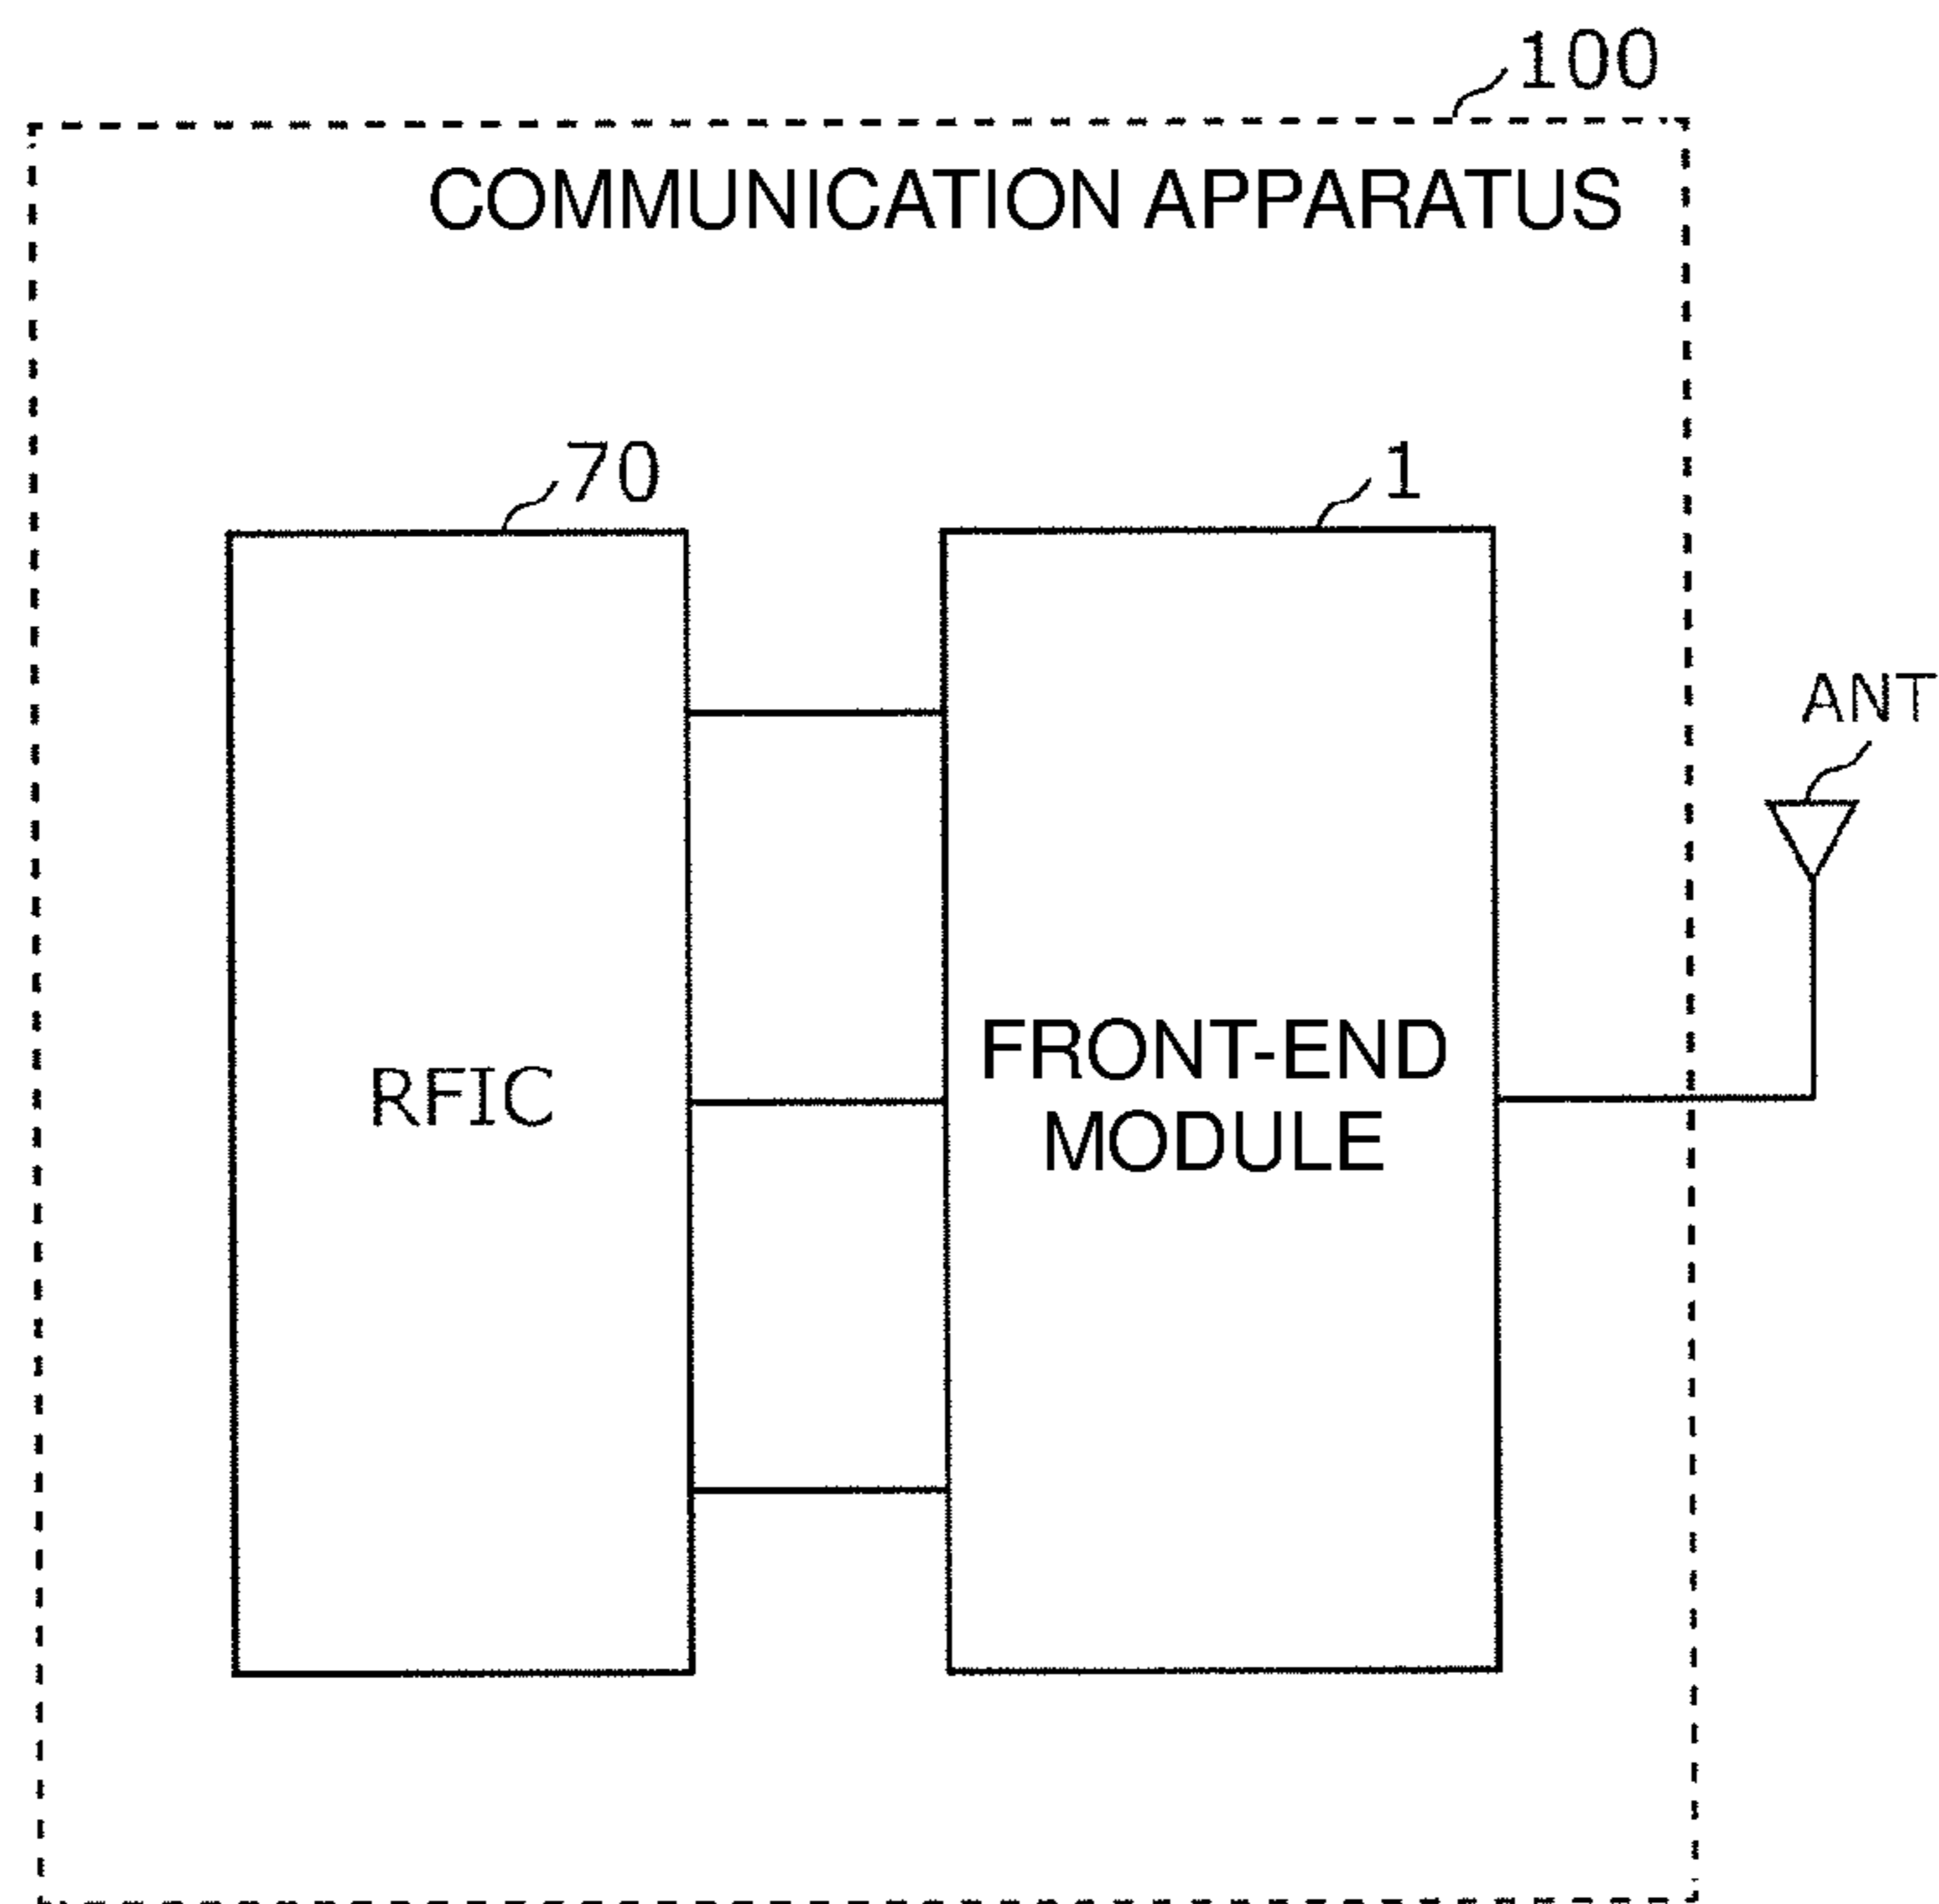 100
COMMUNICATION APPARATUS
70
1
ANT
RFIC
FRONT-END
MODULE